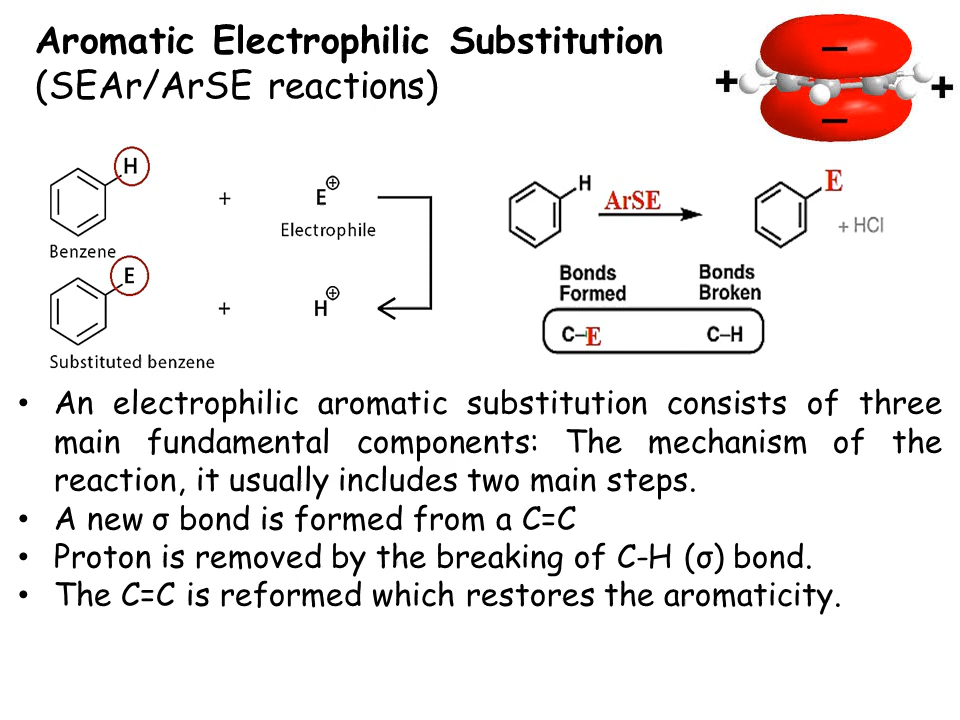 Aromatic Electrophilic Substitution
(SEAr/ArSE reactions)
–
+
+
–
H
+
E⊕
Electrophile
Benzene
E
+
H⊕
Substituted benzene
H
ArSE
E
+ HCl
Bonds
Formed
Bonds
Broken
C–E
C–H
• An electrophilic aromatic substitution consists of three
main fundamental components: The mechanism of the
reaction, it usually includes two main steps.
• A new σ bond is formed from a C=C
• Proton is removed by the breaking of C-H (σ) bond.
• The C=C is reformed which restores the aromaticity.